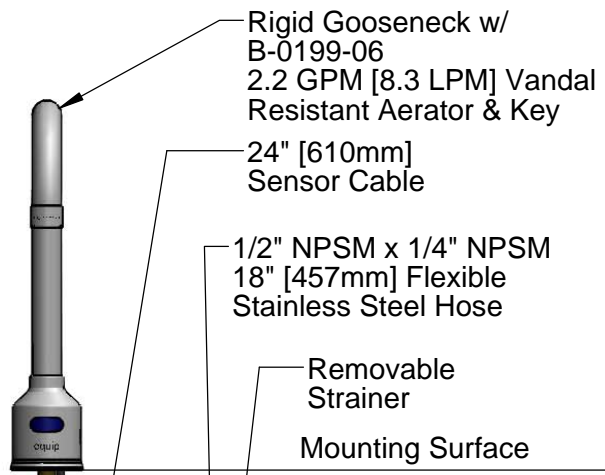 Rigid Gooseneck w/
B-0199-06
2.2 GPM [8.3 LPM] Vandal
Resistant Aerator & Key
24" [610mm]
Sensor Cable
1/2" NPSM x 1/4" NPSM
18" [457mm] Flexible
Stainless Steel Hose
Removable
Strainer
equip
Mounting Surface